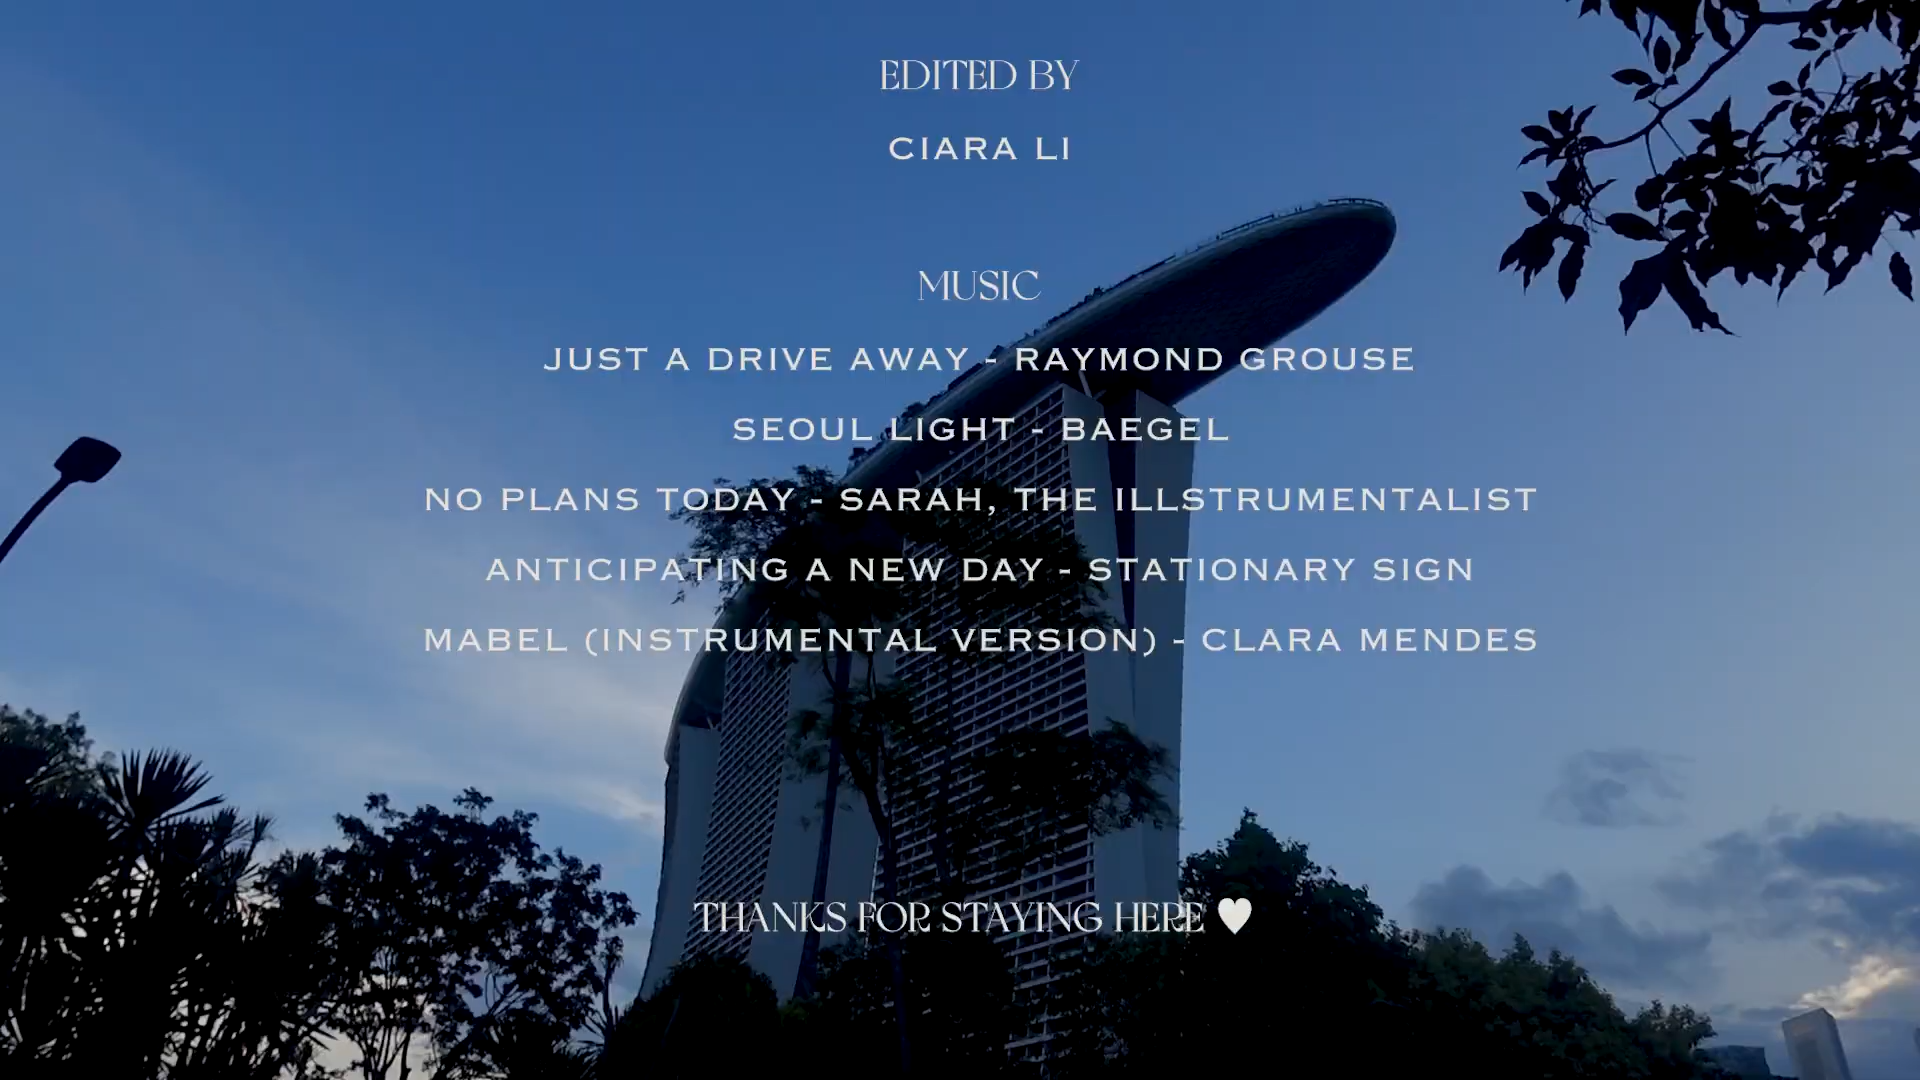 EDITED BY
CIARA LI
MUSIC
JUST A DRIVE AWAY - RAYMOND GROUSE
SEOUL LIGHT - BAEGEL
NO PLANS TODAY - SARAH, THE ILLSTRUMENTALIST
ANTICIPATING A NEW DAY - STATIONARY SIGN
MABEL (INSTRUMENTAL VERSION) - CLARA MENDES
THANKS FOR STAYING HERE ♥